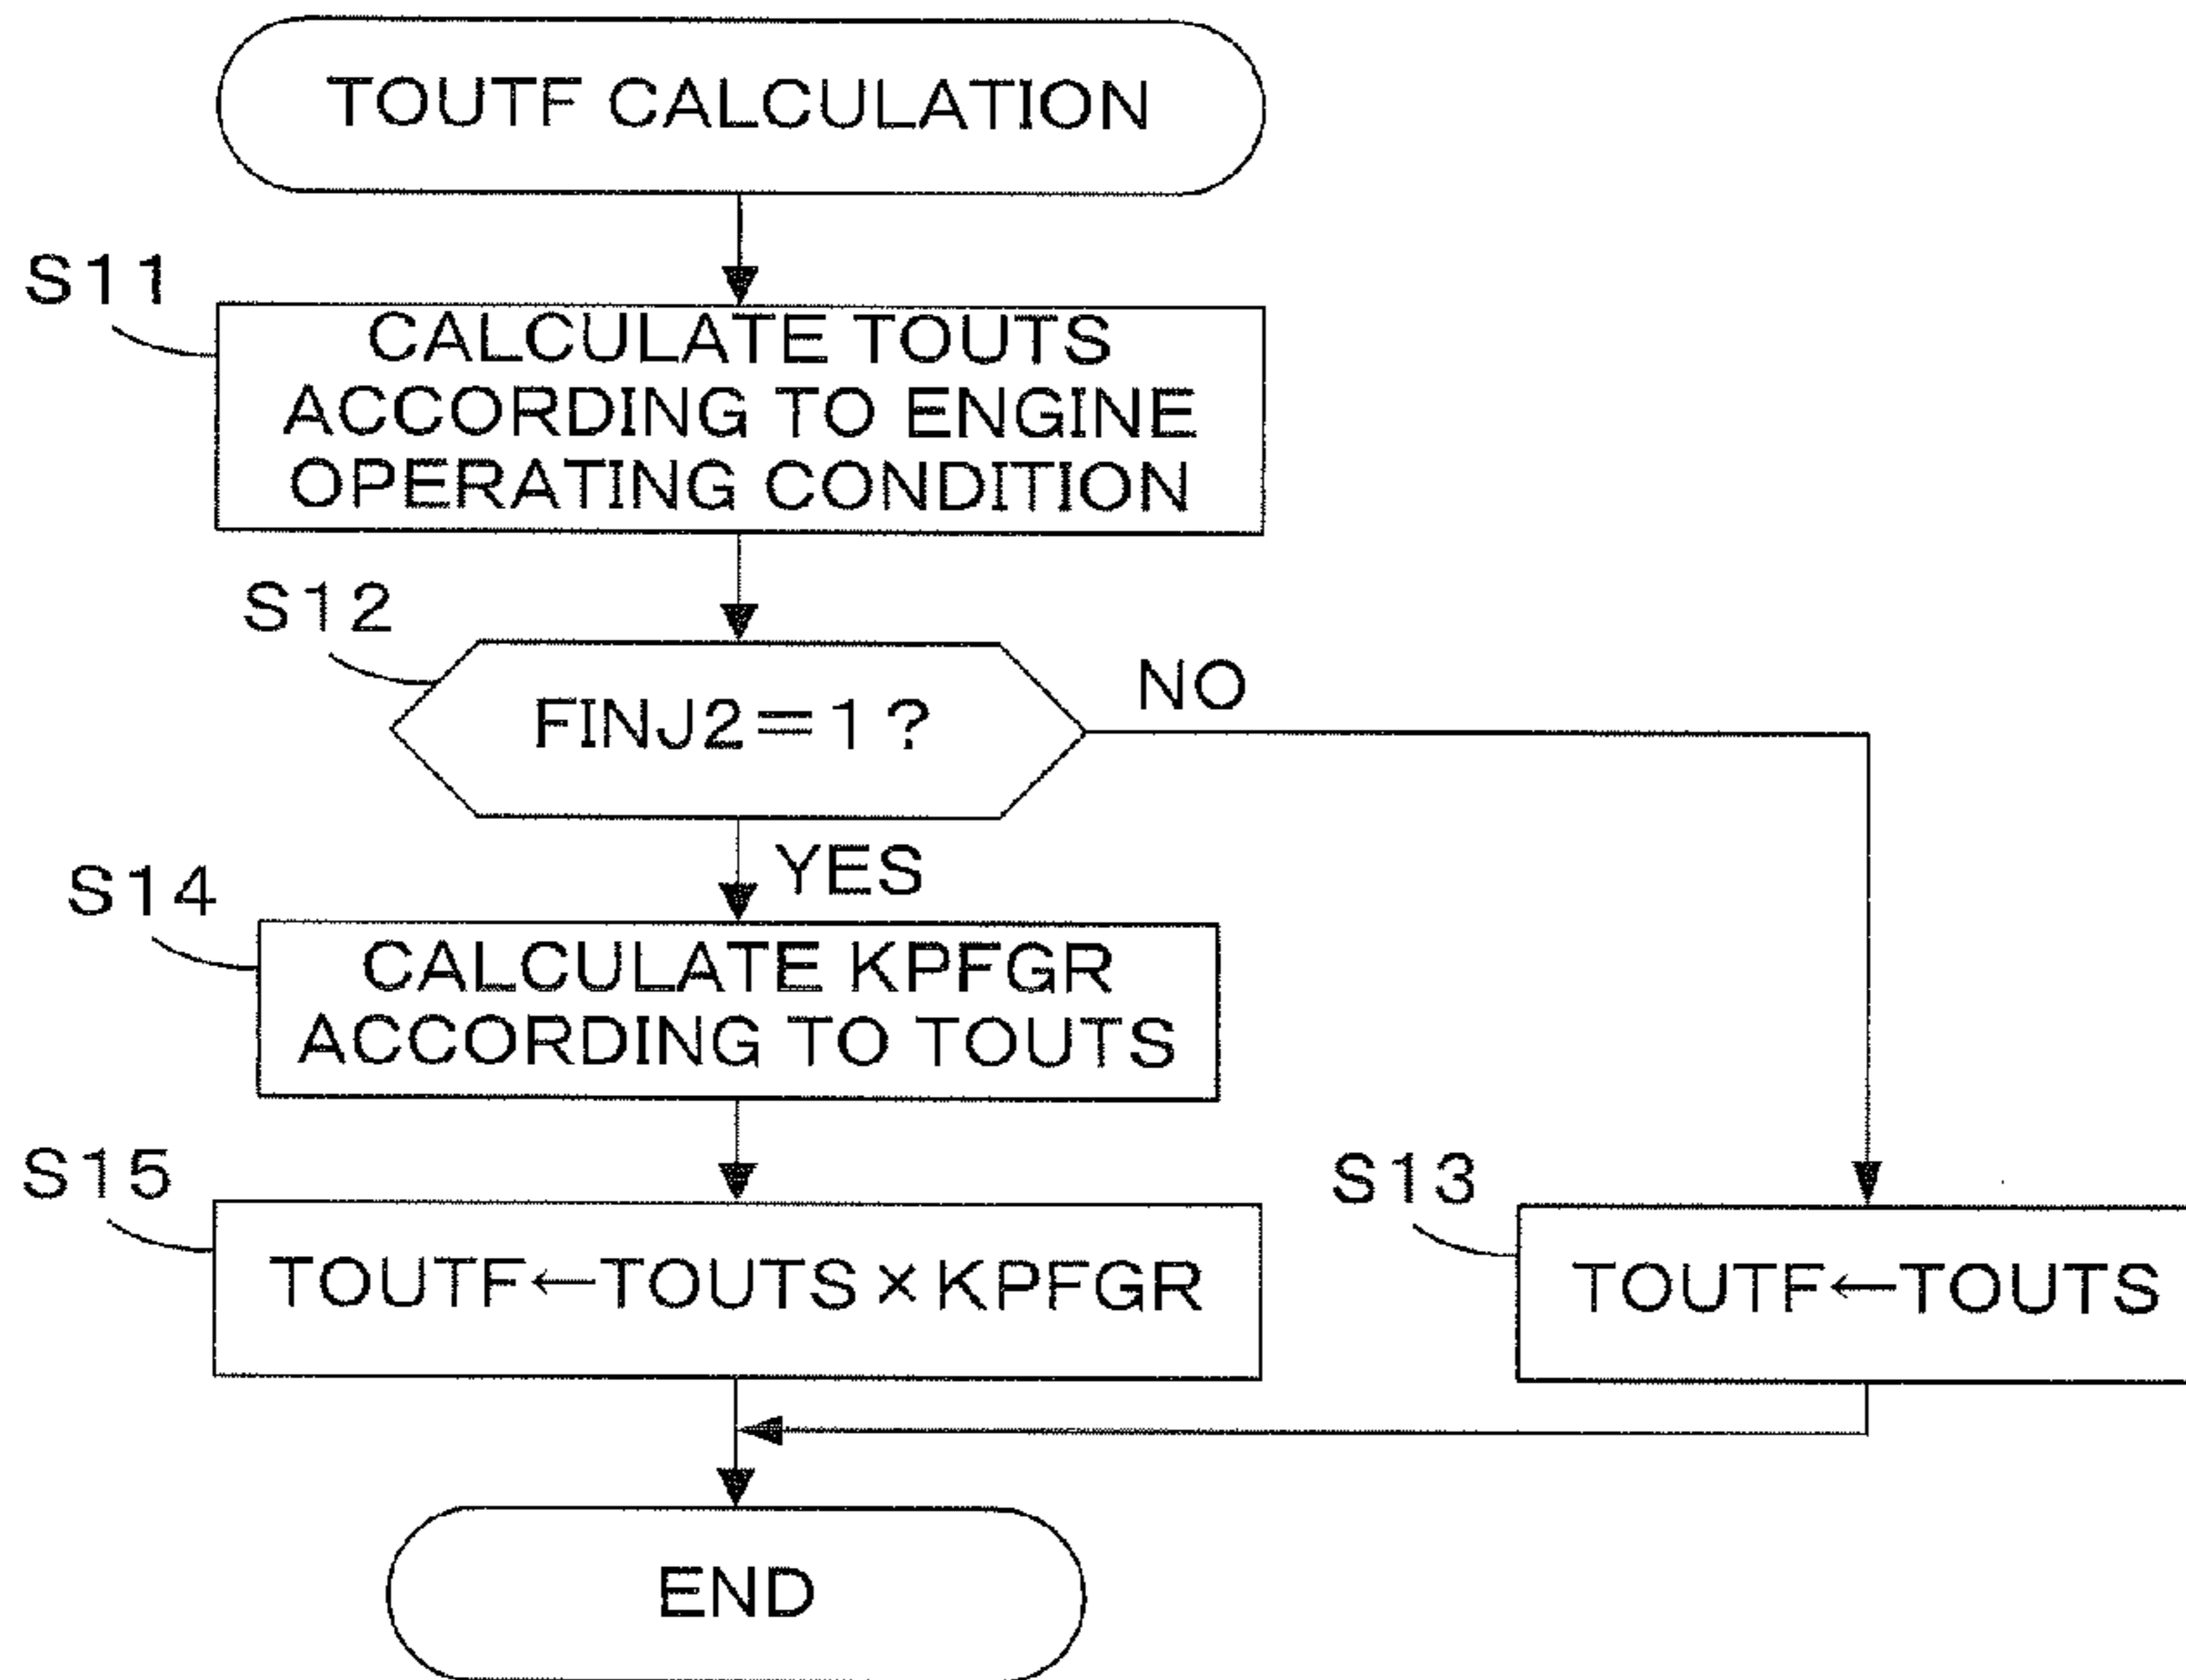 TOUTF CALCULATION
S11
CALCULATE TOUTS
ACCORDING TO ENGINE
OPERATING CONDITION
S12
FINJ2=1?
NO
YES
S14
CALCULATE KPFGR
ACCORDING TO TOUTS
S15
TOUTF←TOUTS×KPFGR
S13
TOUTF←TOUTS
END